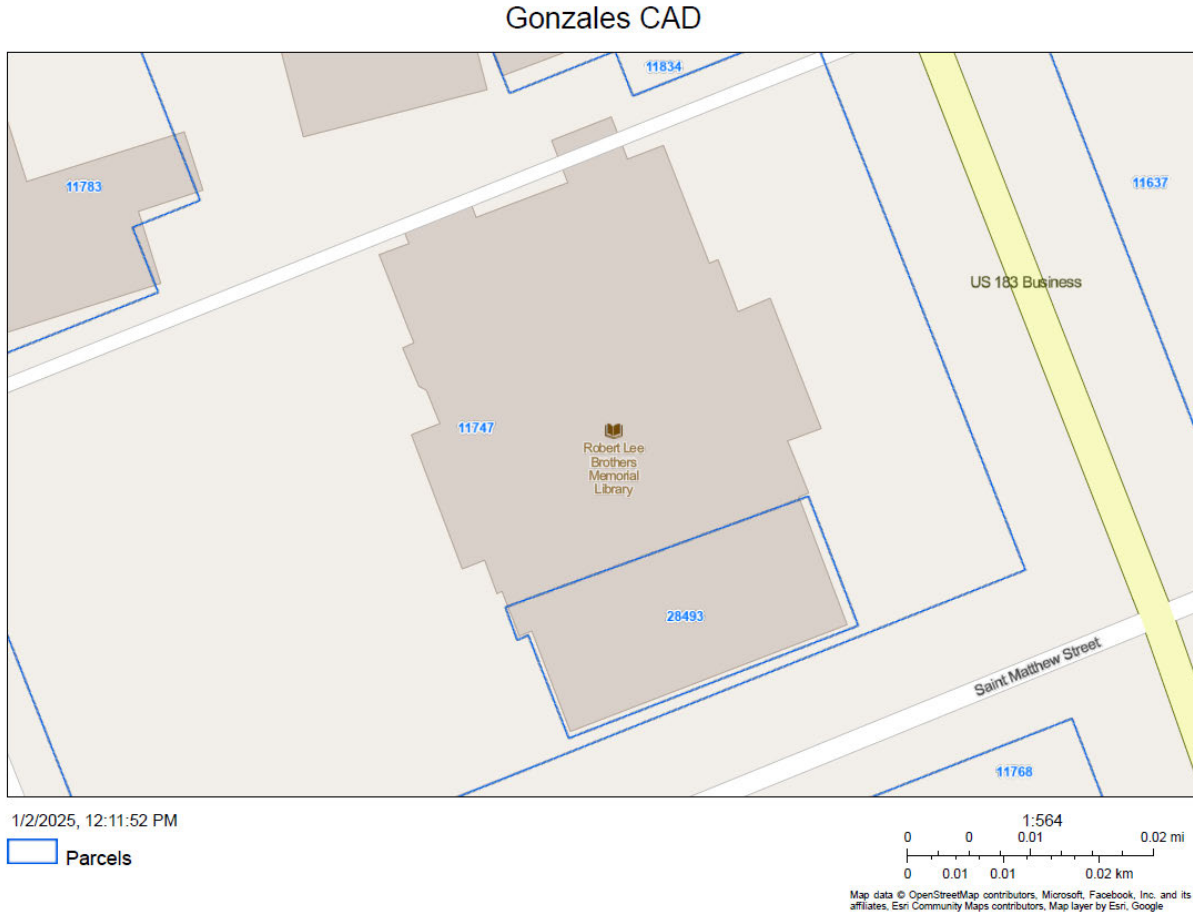 Gonzales CAD
11834
11783
11637
US 183 Business
11747
Robert Lee
Brothers
Memorial
Library
28493
Saint Matthew Street
11768
1/2/2025, 12:11:52 PM
Parcels
1:564
0 0 0.01 0.02 mi
0 0.01 0.01 0.02 km
Map data © OpenStreetMap contributors, Microsoft, Facebook, Inc. and its
affiliates, Esri Community Maps contributors, Map layer by Esri, Google